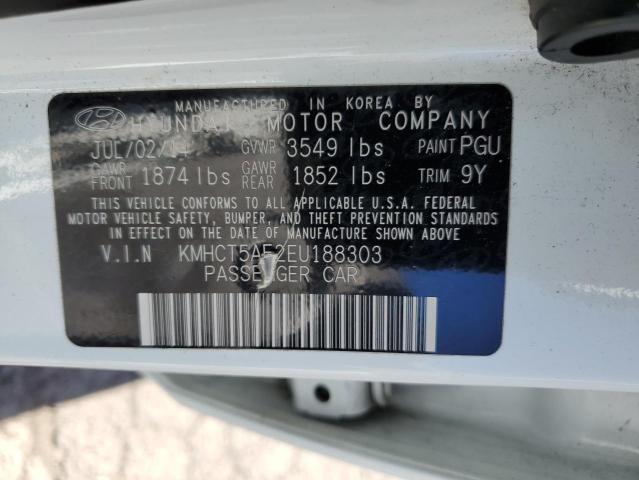 MANUFACTURED IN KOREA BY
HYUNDAI MOTOR COMPANY
JUL/02/14 GVWR 3549 lbs PAINT PGU
GAWR FRONT 1874 lbs GAWR REAR 1852 lbs TRIM 9Y
THIS VEHICLE CONFORMS TO ALL APPLICABLE U.S.A. FEDERAL
MOTOR VEHICLE SAFETY, BUMPER, AND THEFT PREVENTION STANDARDS
IN EFFECT ON THE DATE OF MANUFACTURE SHOWN ABOVE.
V.I.N KMHCT5AE2EU188303
PASSENGER CAR